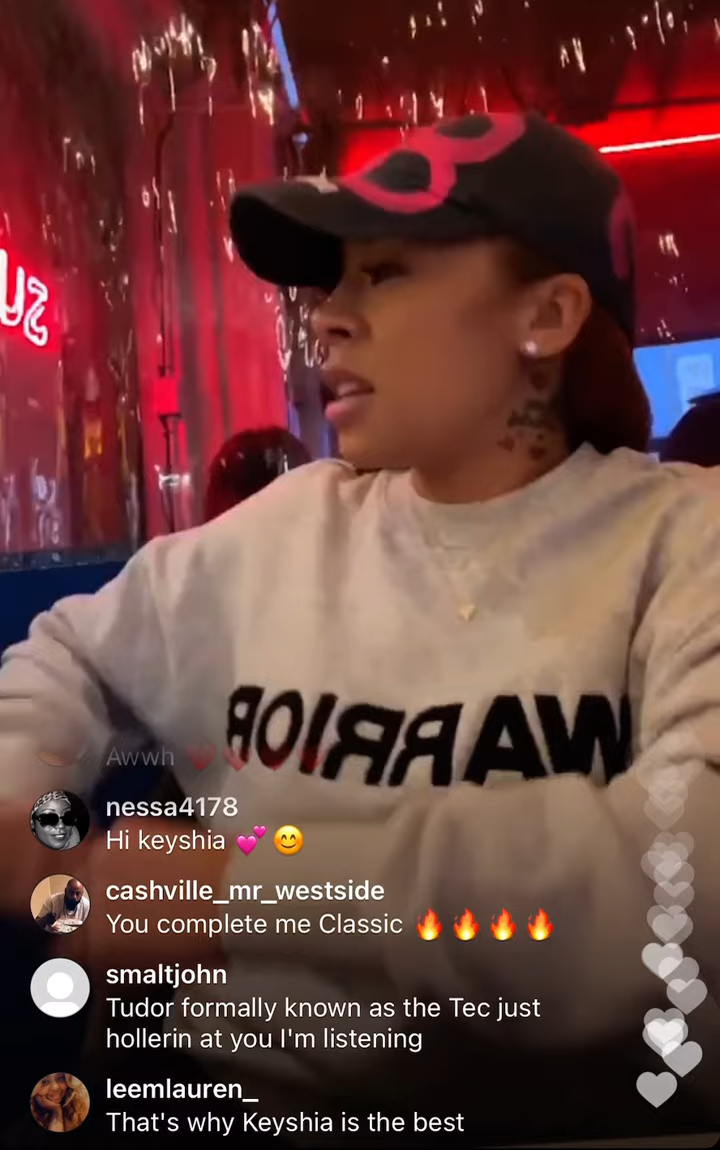 WARRIOR
Awwh
nessa4178
Hi keyshia 💕 😊
cashville_mr_westside
You complete me Classic 🔥 🔥 🔥 🔥
smaltjohn
Tudor formally known as the Tec just
hollerin at you I'm listening
leemlauren_
That's why Keyshia is the best